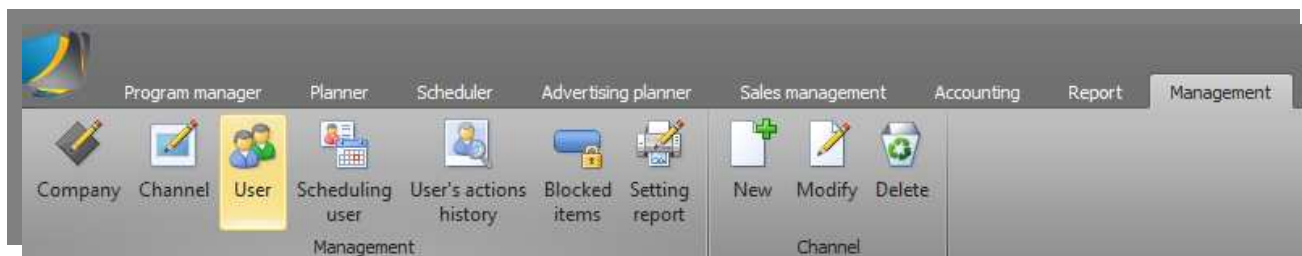 Program manager Planner Scheduler Advertising planner Sales management Accounting Report Management
Company Channel User Scheduling user User's actions history Blocked items Setting report New Modify Delete
Management Channel